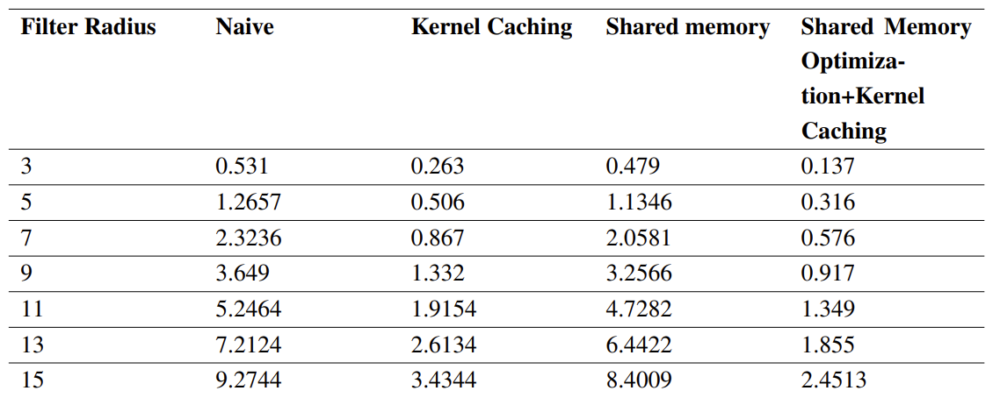 Filter Radius Naive Kernel Caching Shared memory Shared Memory
Optimiza-
tion+Kernel
Caching
3 0.531 0.263 0.479 0.137
5 1.2657 0.506 1.1346 0.316
7 2.3236 0.867 2.0581 0.576
9 3.649 1.332 3.2566 0.917
11 5.2464 1.9154 4.7282 1.349
13 7.2124 2.6134 6.4422 1.855
15 9.2744 3.4344 8.4009 2.4513